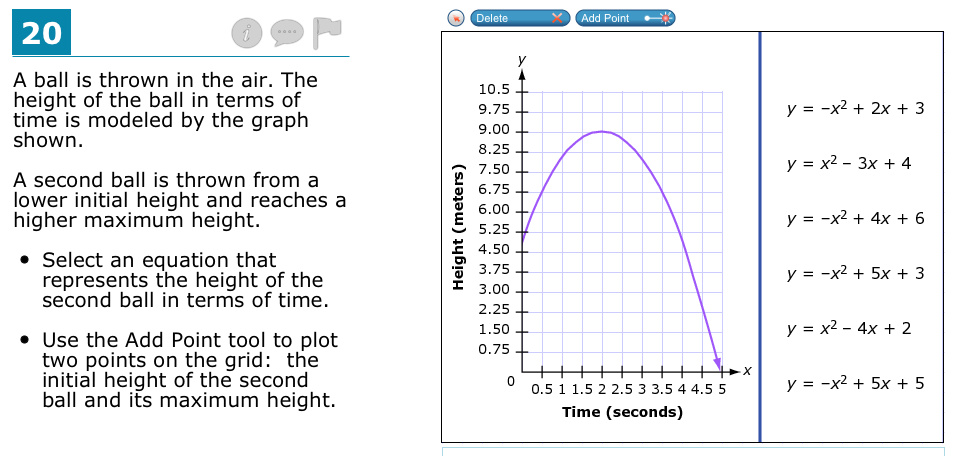 20
i
A ball is thrown in the air. The
height of the ball in terms of
time is modeled by the graph
shown.
A second ball is thrown from a
lower initial height and reaches a
higher maximum height.
• Select an equation that
represents the height of the
second ball in terms of time.
• Use the Add Point tool to plot
two points on the grid: the
initial height of the second
ball and its maximum height.
Delete
Add Point
y
10.5
9.75
9.00
8.25
7.50
6.75
6.00
5.25
4.50
3.75
3.00
2.25
1.50
0.75
0
Height (meters)
0.5 1 1.5 2 2.5 3 3.5 4 4.5 5
x
Time (seconds)
y = –x² + 2x + 3
y = x² – 3x + 4
y = –x² + 4x + 6
y = –x² + 5x + 3
y = x² – 4x + 2
y = –x² + 5x + 5